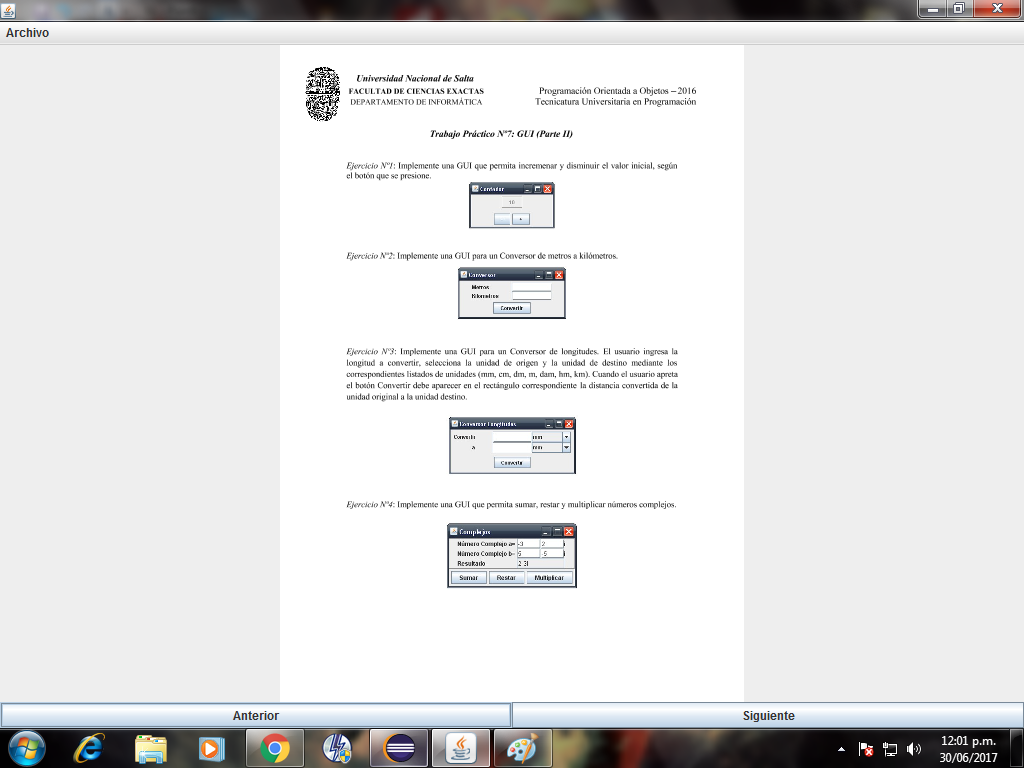 Archivo
Universidad Nacional de Salta
FACULTAD DE CIENCIAS EXACTAS
DEPARTAMENTO DE INFORMÁTICA
Programación Orientada a Objetos – 2016
Tecnicatura Universitaria en Programación
Trabajo Práctico Nº7: GUI (Parte II)
Ejercicio Nº1: Implemente una GUI que permita incremenar y disminuir el valor inicial, según
el botón que se presione.
Contador
10
+
Ejercicio Nº2: Implemente una GUI para un Conversor de metros a kilómetros.
Conversor
Metros
Kilometros
Convertir
Ejercicio Nº3: Implemente una GUI para un Conversor de longitudes. El usuario ingresa la
longitud a convertir, selecciona la unidad de origen y la unidad de destino mediante los
correspondientes listados de unidades (mm, cm, dm, m, dam, hm, km). Cuando el usuario apreta
el botón Convertir debe aparecer en el rectángulo correspondiente la distancia convertida de la
unidad original a la unidad destino.
Conversor Longitudes
Convertir mm
a mm
Convertir
Ejercicio Nº4: Implemente una GUI que permita sumar, restar y multiplicar números complejos.
Complejos
Número Complejo a= -3 2 i
Número Complejo b= 5 -5 i
Resultado 2-3i
Sumar Restar Multiplicar
Anterior Siguiente
12:01 p.m.
30/06/2017